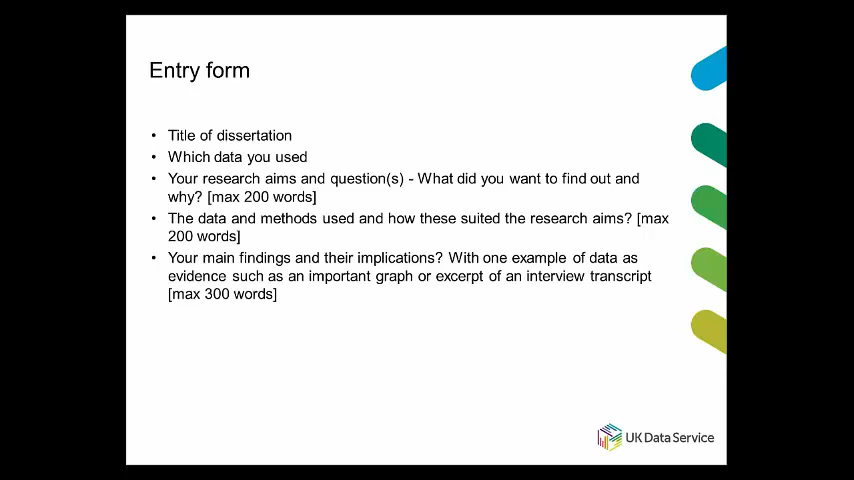 Entry form
• Title of dissertation
• Which data you used
• Your research aims and question(s) - What did you want to find out and
why? [max 200 words]
• The data and methods used and how these suited the research aims? [max
200 words]
• Your main findings and their implications? With one example of data as
evidence such as an important graph or excerpt of an interview transcript
[max 300 words]
UK Data Service